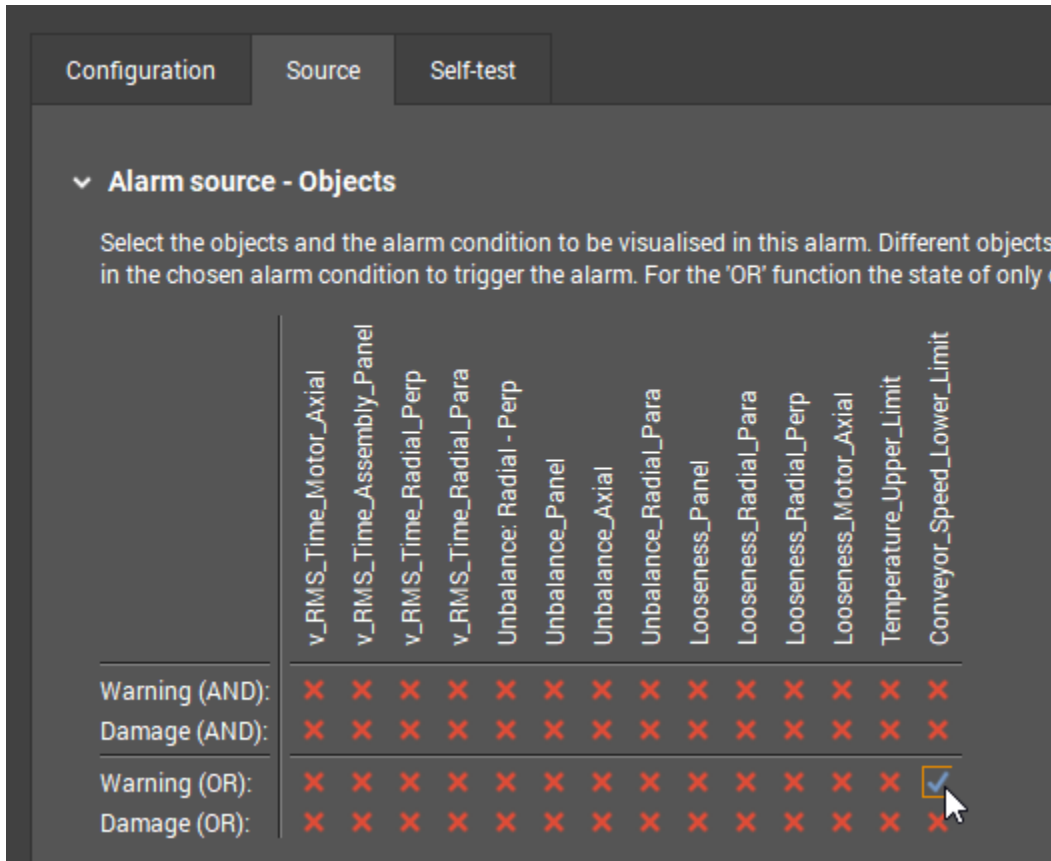 Configuration
Source
Self-test
Alarm source - Objects
Select the objects and the alarm condition to be visualised in this alarm. Different objects
in the chosen alarm condition to trigger the alarm. For the 'OR' function the state of only
v_RMS_Time_Motor_Axial
v_RMS_Time_Assembly_Panel
v_RMS_Time_Radial_Perp
v_RMS_Time_Radial_Para
Unbalance: Radial - Perp
Unbalance_Panel
Unbalance_Axial
Unbalance_Radial_Para
Looseness_Panel
Looseness_Radial_Para
Looseness_Radial_Perp
Looseness_Motor_Axial
Temperature_Upper_Limit
Conveyor_Speed_Lower_Limit
Warning (AND):
Damage (AND):
Warning (OR):
Damage (OR):